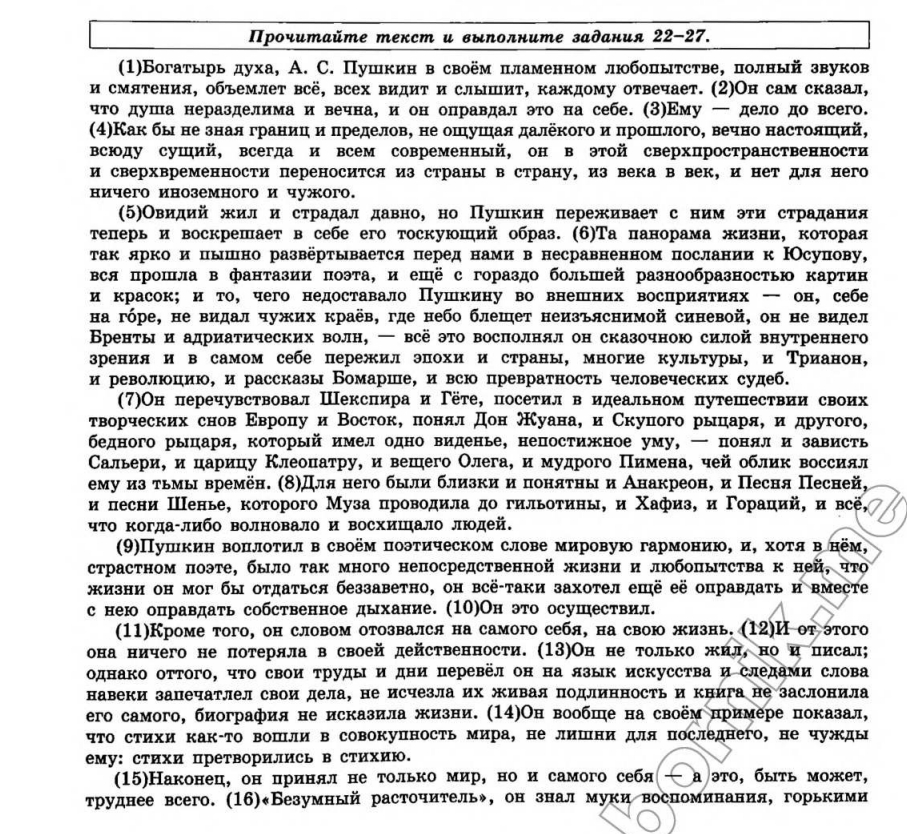 Прочитайте текст и выполните задания 22–27.
(1)Богатырь духа, А. С. Пушкин в своём пламенном любопытстве, полный звуков
и смятения, объемлет всё, всех видит и слышит, каждому отвечает. (2)Он сам сказал,
что душа неразделима и вечна, и он оправдал это на себе. (3)Ему — дело до всего.
(4)Как бы не зная границ и пределов, не ощущая далёкого и прошлого, вечно настоящий,
всюду сущий, всегда и всем современный, он в этой сверхпространственности
и сверхвременности переносится из страны в страну, из века в век, и нет для него
ничего иноземного и чужого.
(5)Овидий жил и страдал давно, но Пушкин переживает с ним эти страдания
теперь и воскрешает в себе его тоскующий образ. (6)Та панорама жизни, которая
так ярко и пышно развёртывается перед нами в несравненном послании к Юсупову,
вся прошла в фантазии поэта, и ещё с гораздо большей разнообразностью картин
и красок; и то, чего недоставало Пушкину во внешних восприятиях — он, себе
на го́ре, не видал чужих краёв, где небо блещет неизъяснимой синевой, он не видел
Бренты и адриатических волн, — всё это восполнял он сказочною силой внутреннего
зрения и в самом себе пережил эпохи и страны, многие культуры, и Трианон,
и революцию, и рассказы Бомарше, и всю превратность человеческих судеб.
(7)Он перечувствовал Шекспира и Гёте, посетил в идеальном путешествии своих
творческих снов Европу и Восток, понял Дон Жуана, и Скупого рыцаря, и другого,
бедного рыцаря, который имел одно виденье, непостижное уму, — понял и зависть
Сальери, и царицу Клеопатру, и вещего Олега, и мудрого Пимена, чей облик воссиял
ему из тьмы времён. (8)Для него были близки и понятны и Анакреон, и Песня Песней,
и песни Шенье, которого Муза проводила до гильотины, и Хафиз, и Гораций, и всё,
что когда-либо волновало и восхищало людей.
(9)Пушкин воплотил в своём поэтическом слове мировую гармонию, и, хотя в нём,
страстном поэте, было так много непосредственной жизни и любопытства к ней, что
жизни он мог бы отдаться беззаветно, он всё-таки захотел ещё её оправдать и вместе
с нею оправдать собственное дыхание. (10)Он это осуществил.
(11)Кроме того, он словом отозвался на самого себя, на свою жизнь. (12)И от этого
она ничего не потеряла в своей действенности. (13)Он не только жил, но и писал;
однако оттого, что свои труды и дни перевёл он на язык искусства и следами слова
навеки запечатлел свои дела, не исчезла их живая подлинность и книга не заслонила
его самого, биография не исказила жизни. (14)Он вообще на своём примере показал,
что стихи как-то вошли в совокупность мира, не лишни для последнего, не чужды
ему: стихи претворились в стихию.
(15)Наконец, он принял не только мир, но и самого себя — а это, быть может,
труднее всего. (16)«Безумный расточитель», он знал муки воспоминания, горькими
bornik.me